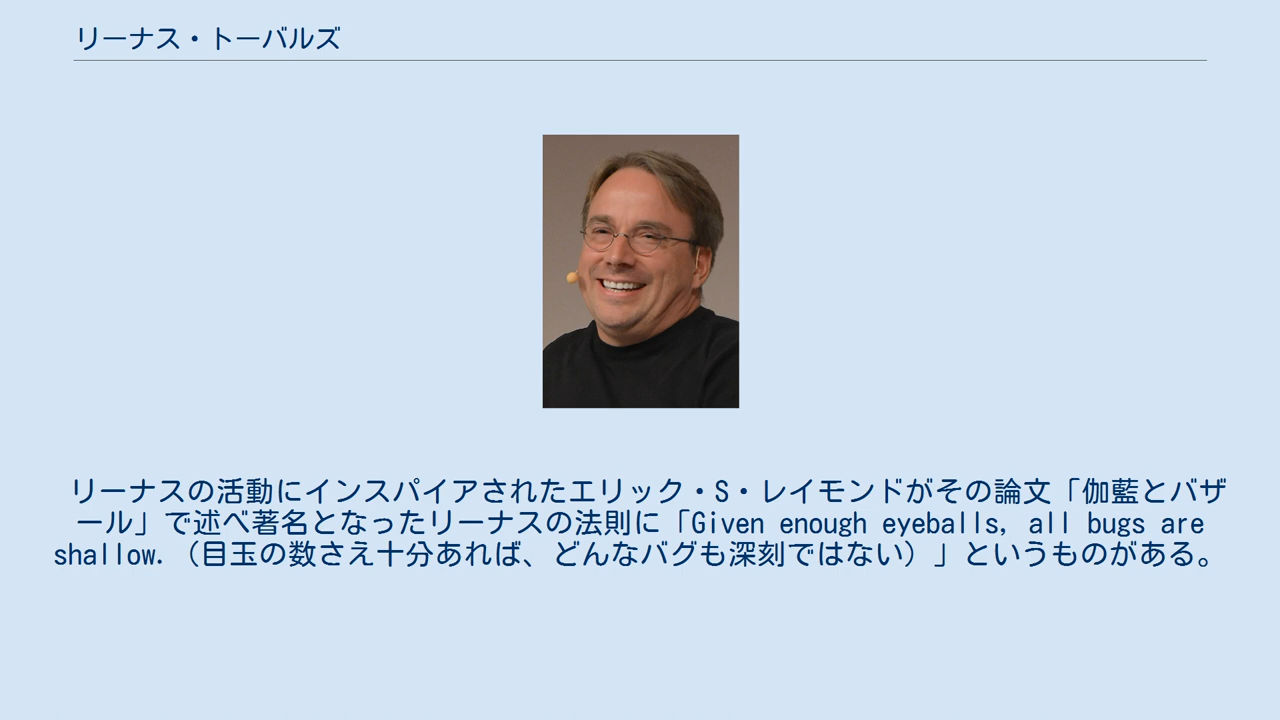 リーナス・トーバルズ
リーナスの活動にインスパイアされたエリック・S・レイモンドがその論文「伽藍とバザ
ール」で述べ著名となったリーナスの法則に「Given enough eyeballs, all bugs are
shallow.（目玉の数さえ十分あれば、どんなバグも深刻ではない）」というものがある。